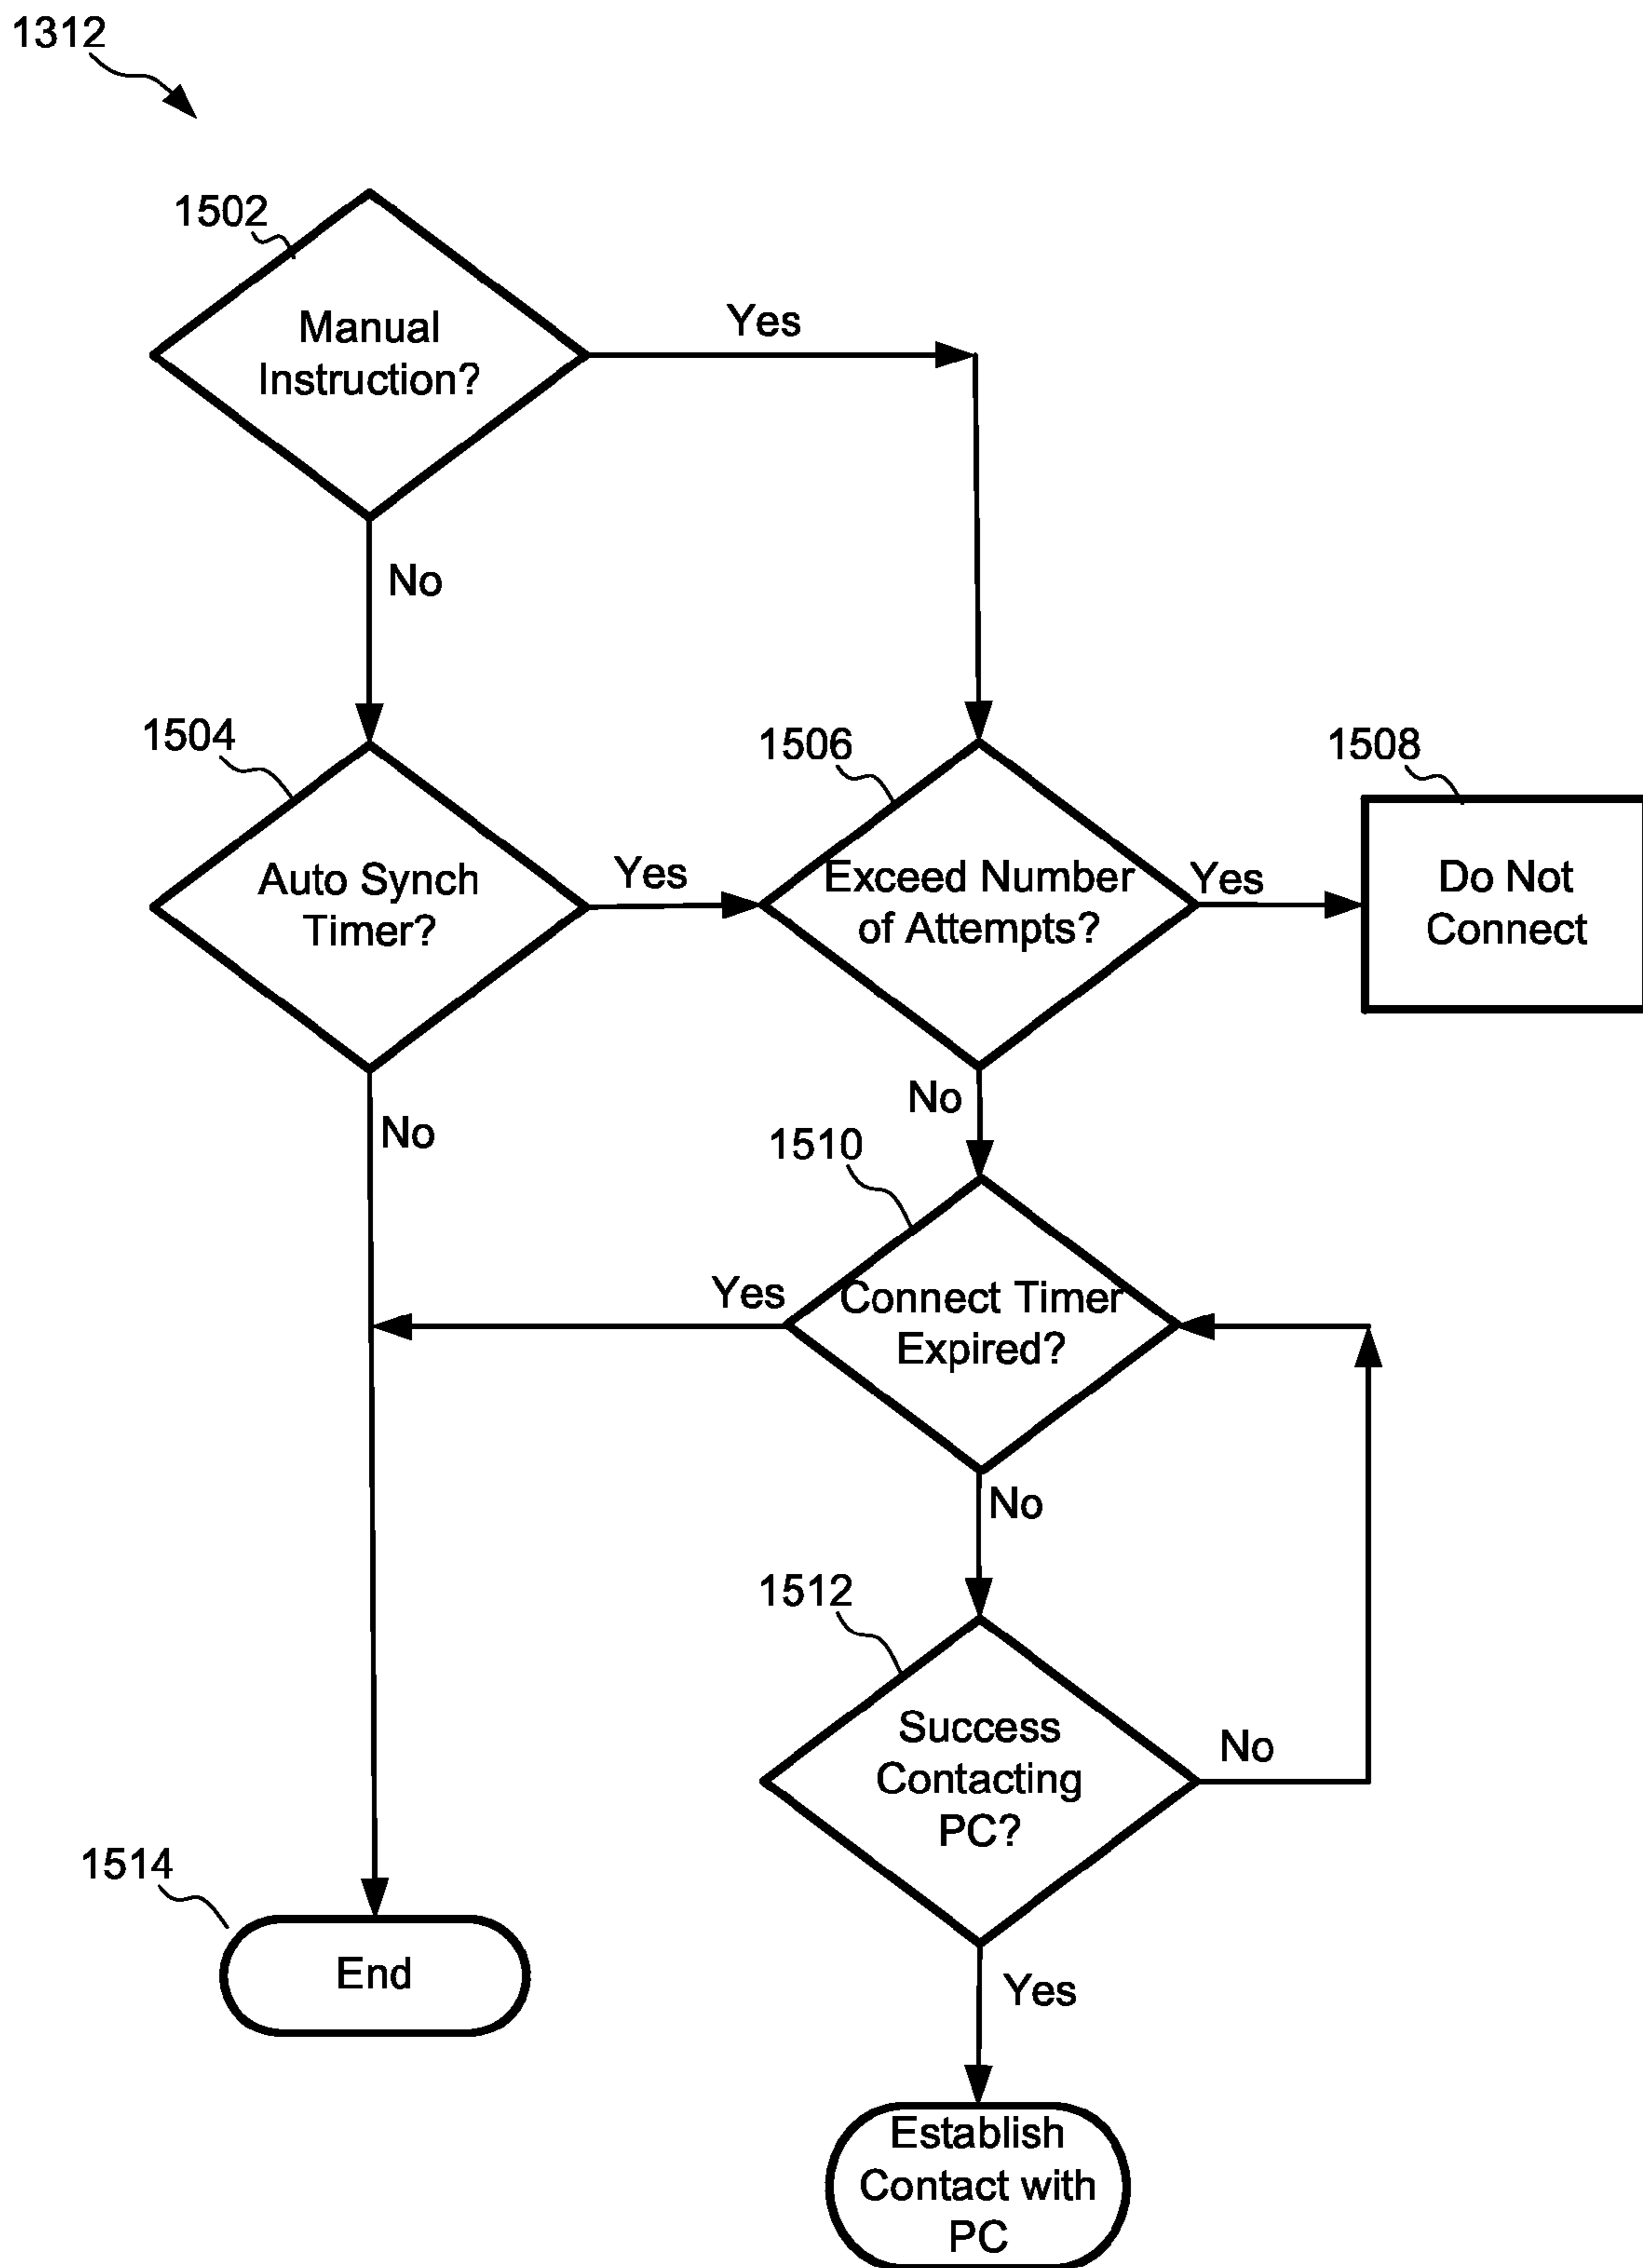 1312
1502
Manual
Instruction?
Yes
No
1504
Auto Synch
Timer?
Yes
1506
Exceed Number
of Attempts?
Yes
1508
Do Not
Connect
No
No
1510
Connect Timer
Expired?
Yes
No
1512
Success
Contacting
PC?
No
1514
End
Yes
Establish
Contact with
PC